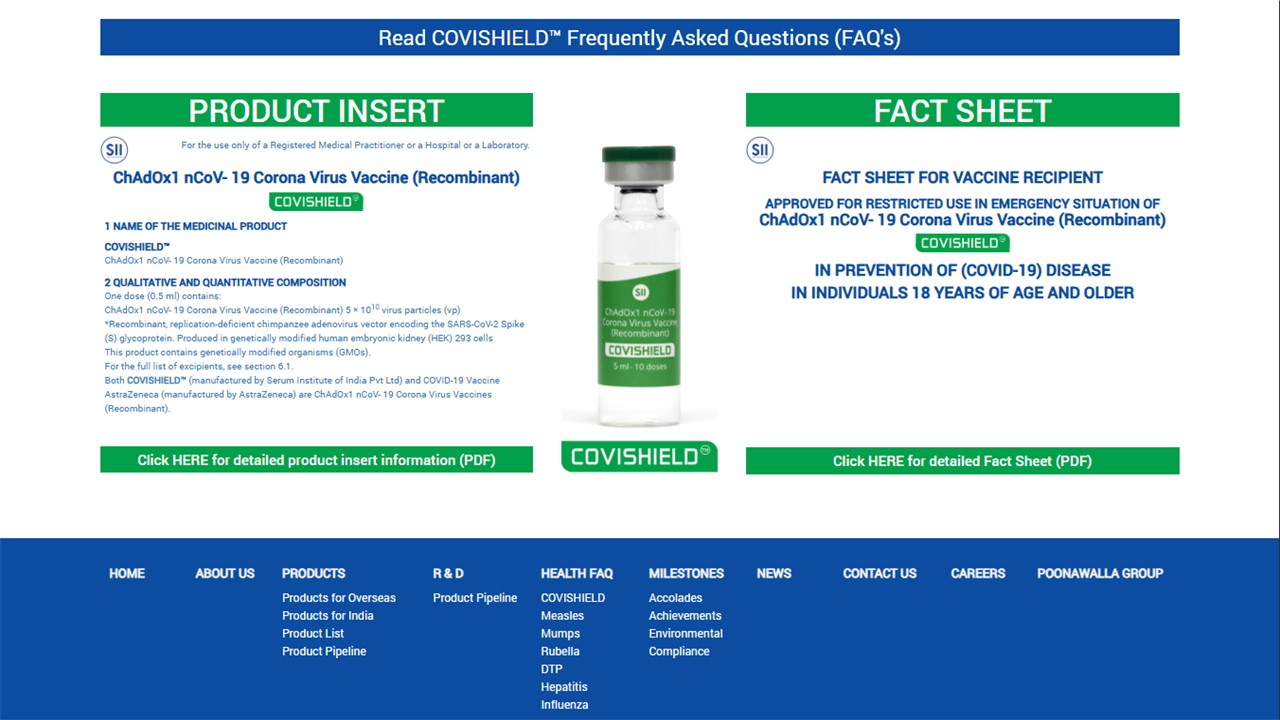 Read COVISHIELD™ Frequently Asked Questions (FAQ's)
PRODUCT INSERT
SII
For the use only of a Registered Medical Practitioner or a Hospital or a Laboratory.
ChAdOx1 nCoV- 19 Corona Virus Vaccine (Recombinant)
COVISHIELD™
1 NAME OF THE MEDICINAL PRODUCT
COVISHIELD™
ChAdOx1 nCoV- 19 Corona Virus Vaccine (Recombinant)
2 QUALITATIVE AND QUANTITATIVE COMPOSITION
One dose (0.5 ml) contains:
ChAdOx1 nCoV- 19 Corona Virus Vaccine (Recombinant) 5 × 10¹⁰ virus particles (vp)
*Recombinant, replication-deficient chimpanzee adenovirus vector encoding the SARS-CoV-2 Spike
(S) glycoprotein. Produced in genetically modified human embryonic kidney (HEK) 293 cells
This product contains genetically modified organisms (GMOs).
For the full list of excipients, see section 6.1.
Both COVISHIELD™ (manufactured by Serum Institute of India Pvt Ltd) and COVID-19 Vaccine
AstraZeneca (manufactured by AstraZeneca) are ChAdOx1 nCoV- 19 Corona Virus Vaccines
(Recombinant).
Click HERE for detailed product insert information (PDF)
SII
ChAdOx1 nCoV-19
Corona Virus Vaccine
(Recombinant)
COVISHIELD
5 ml - 10 doses
COVISHIELD™
FACT SHEET
SII
FACT SHEET FOR VACCINE RECIPIENT
APPROVED FOR RESTRICTED USE IN EMERGENCY SITUATION OF
ChAdOx1 nCoV- 19 Corona Virus Vaccine (Recombinant)
COVISHIELD™
IN PREVENTION OF (COVID-19) DISEASE
IN INDIVIDUALS 18 YEARS OF AGE AND OLDER
Click HERE for detailed Fact Sheet (PDF)
HOME
ABOUT US
PRODUCTS
Products for Overseas
Products for India
Product List
Product Pipeline
R & D
Product Pipeline
HEALTH FAQ
COVISHIELD
Measles
Mumps
Rubella
DTP
Hepatitis
Influenza
MILESTONES
Accolades
Achievements
Environmental
Compliance
NEWS
CONTACT US
CAREERS
POONAWALLA GROUP